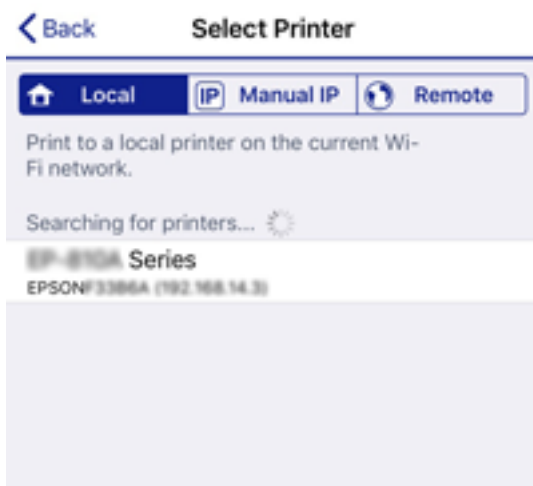 Back Select Printer
Local IP Manual IP Remote
Print to a local printer on the current Wi-
Fi network.
Searching for printers...
Series
EPSON